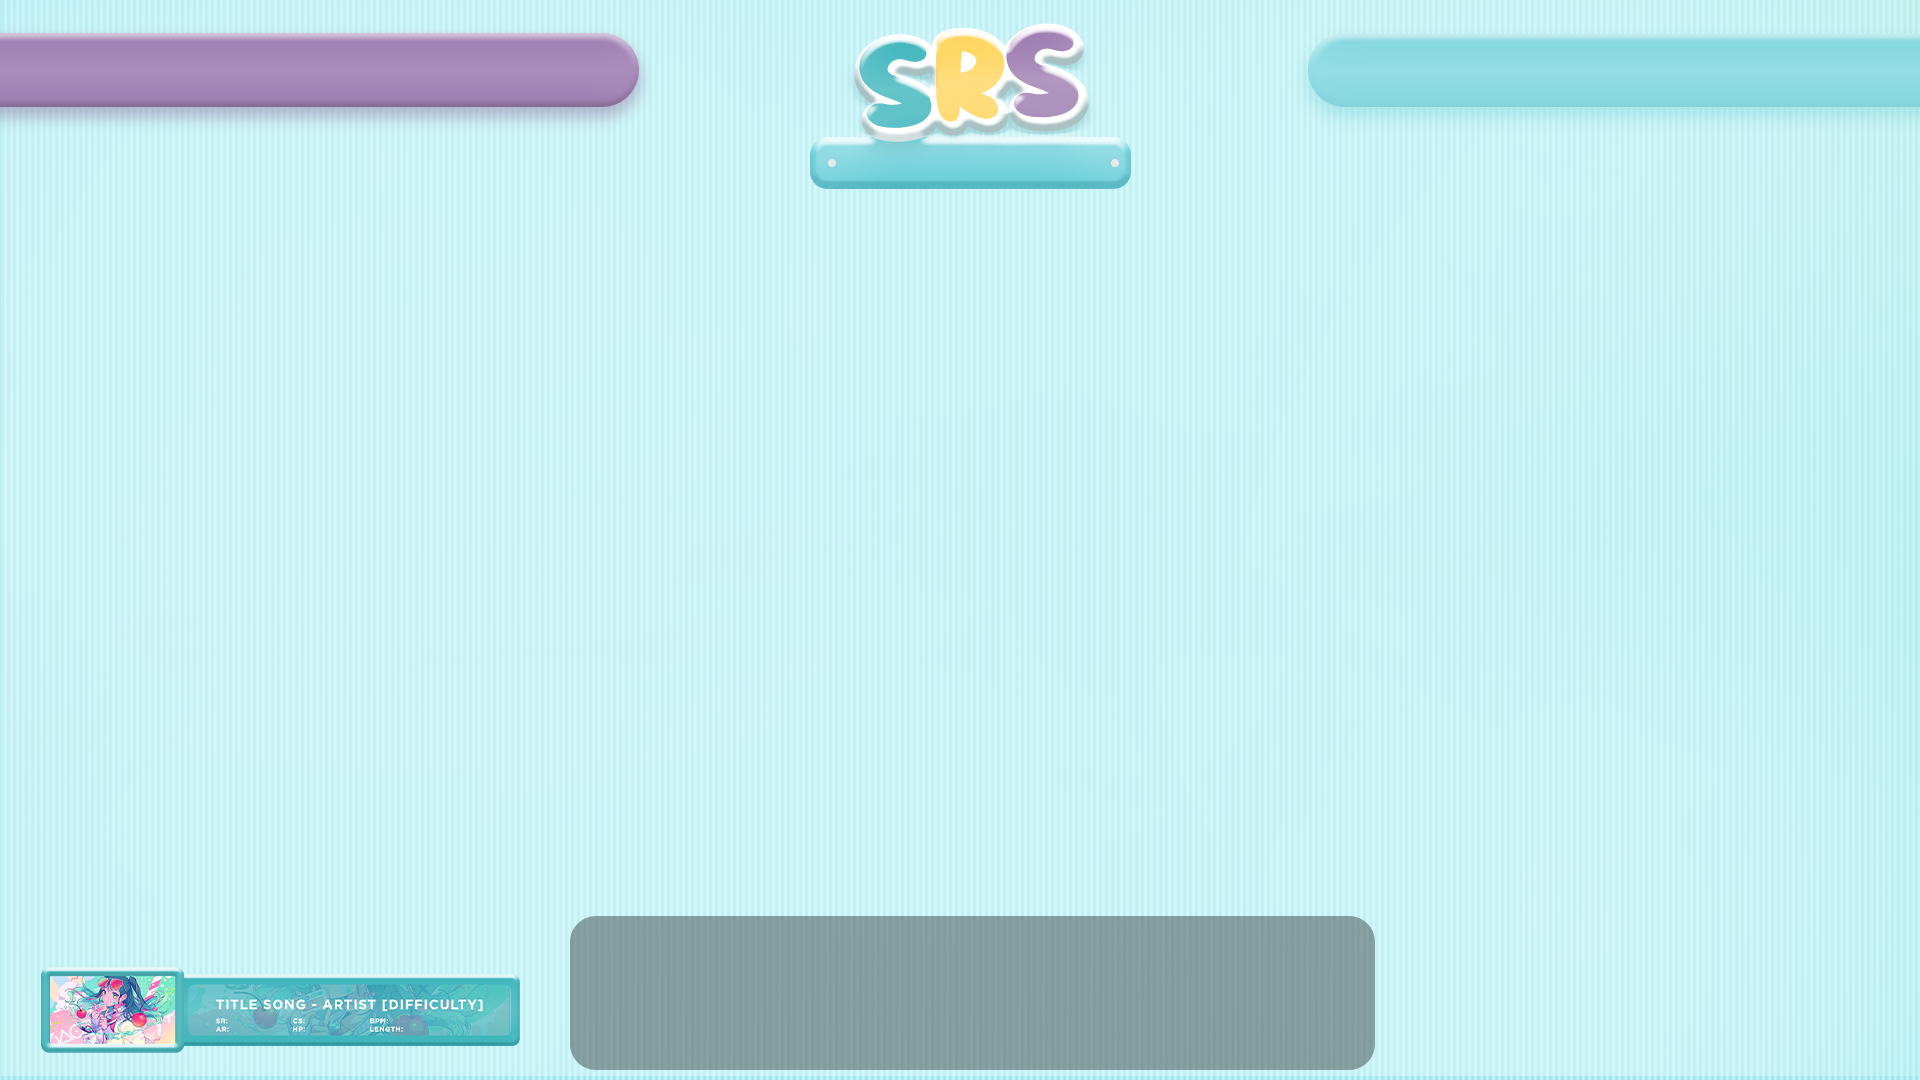 SRS
TITLE SONG - ARTIST [DIFFICULTY]
SR: CS: BPM:
AR: HP: LENGTH: